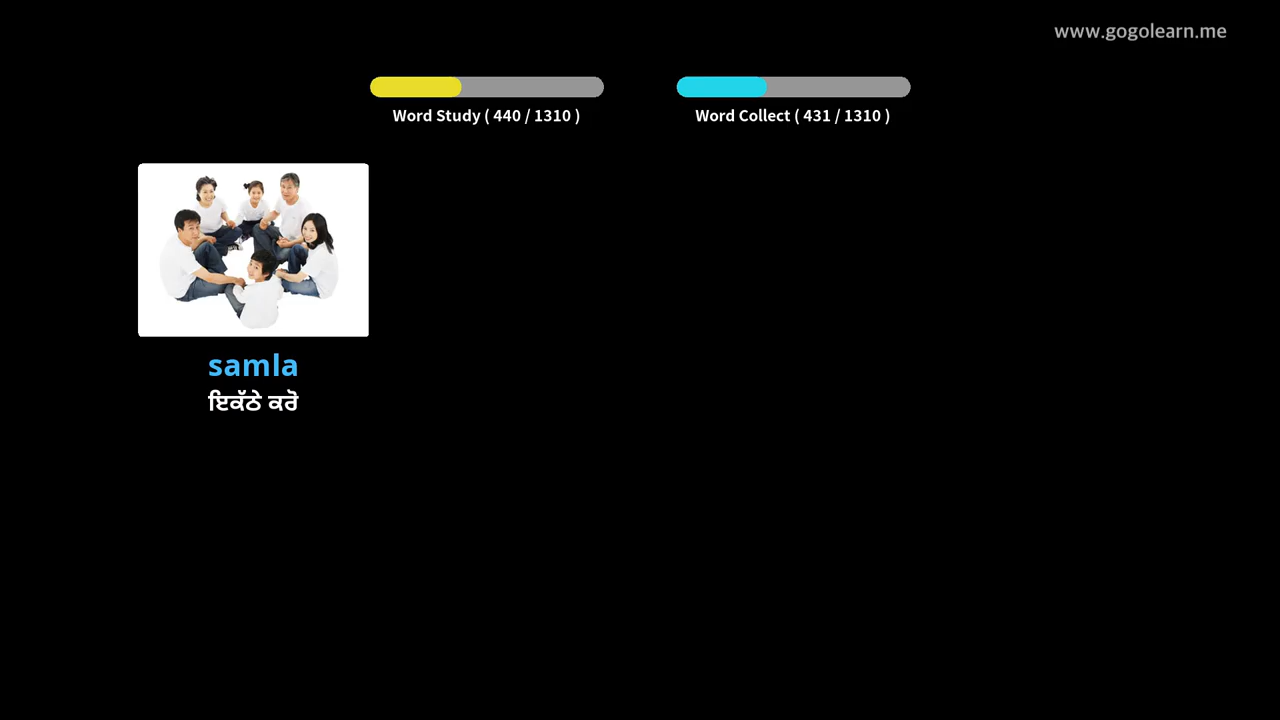 www.gogolearn.me
Word Study ( 440 / 1310 )
Word Collect ( 431 / 1310 )
samla
ਇਕੱਠੇ ਕਰੋ